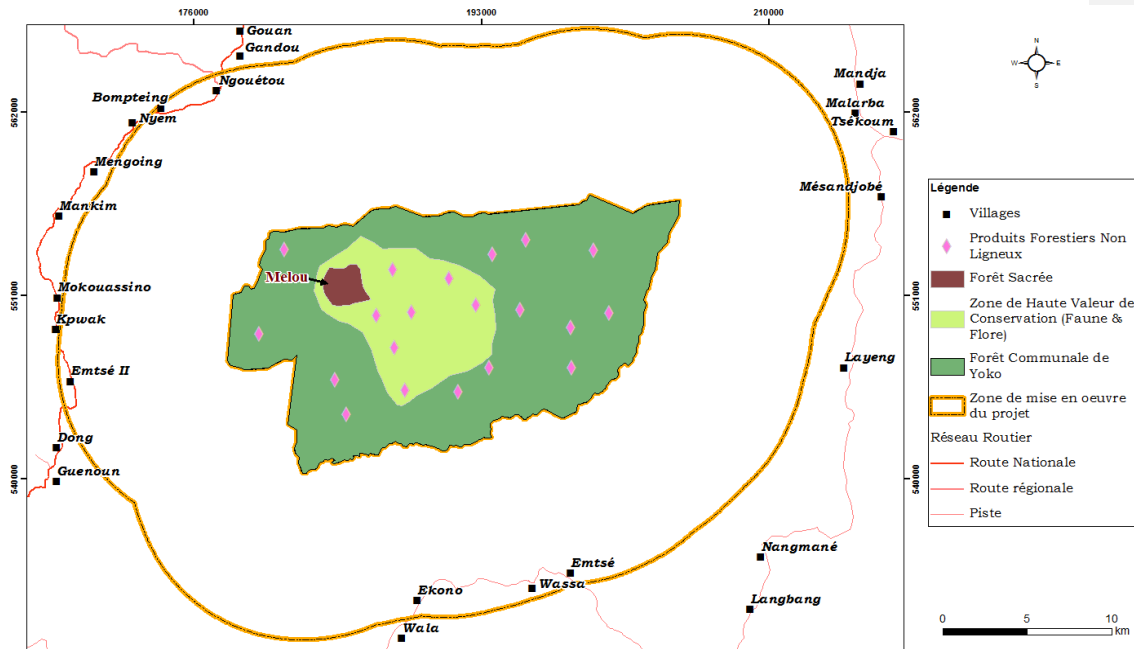 176000
193000
210000
Gouan
Gandou
Ngouétou
Bompteing
Nyem
Mengoing
Mankim
Mokouassino
Kpwak
Emtsé II
Dong
Guenoun
Melou
Mandja
Malarba
Tsékoum
Mésandjobé
Layeng
Nangmané
Langbang
Emtsé
Wassa
Ekono
Wala
562000
551000
540000
562000
551000
540000
N
W
E
S
Légende
Villages
Produits Forestiers Non
Ligneux
Forêt Sacrée
Zone de Haute Valeur de
Conservation (Faune &
Flore)
Forêt Communale de
Yoko
Zone de mise en oeuvre
du projet
Réseau Routier
Route Nationale
Route régionale
Piste
0 5 10
km